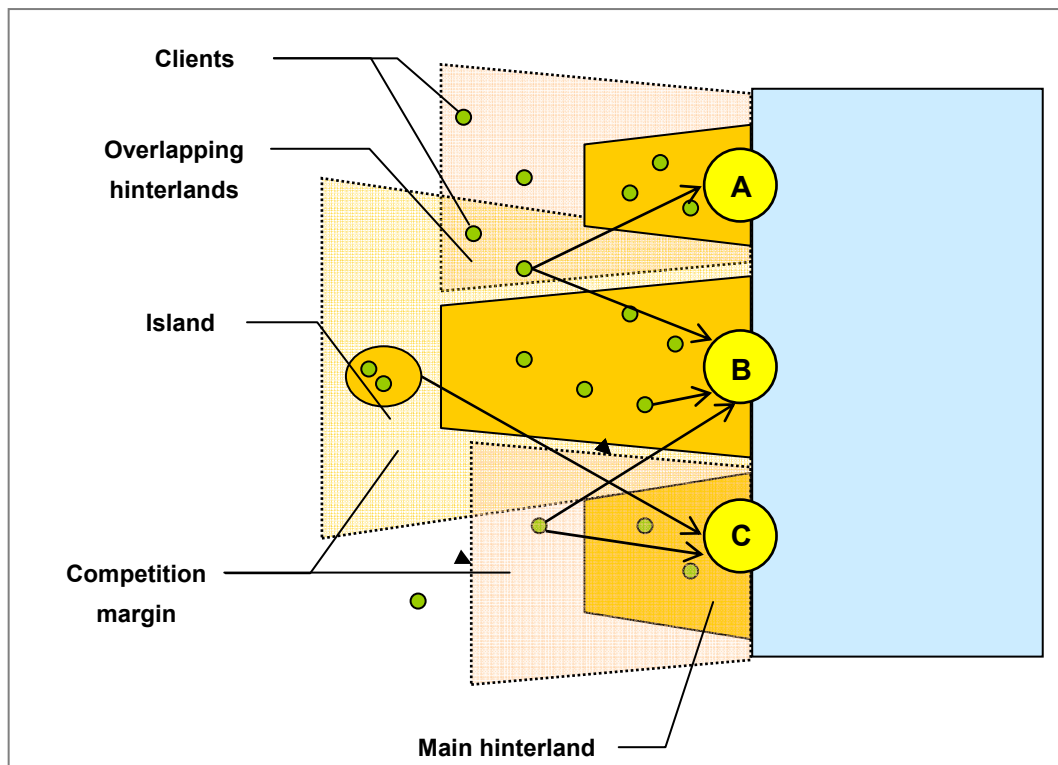 Clients
Overlapping
hinterlands
A
Island
B
C
Competition
margin
Main hinterland